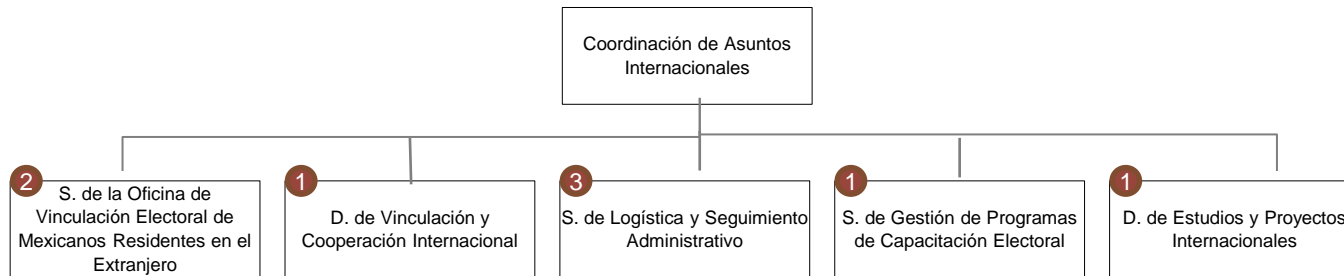 Coordinación de Asuntos
Internacionales
2
S. de la Oficina de
Vinculación Electoral de
Mexicanos Residentes en el
Extranjero
1
D. de Vinculación y
Cooperación Internacional
3
S. de Logística y Seguimiento
Administrativo
1
S. de Gestión de Programas
de Capacitación Electoral
1
D. de Estudios y Proyectos
Internacionales